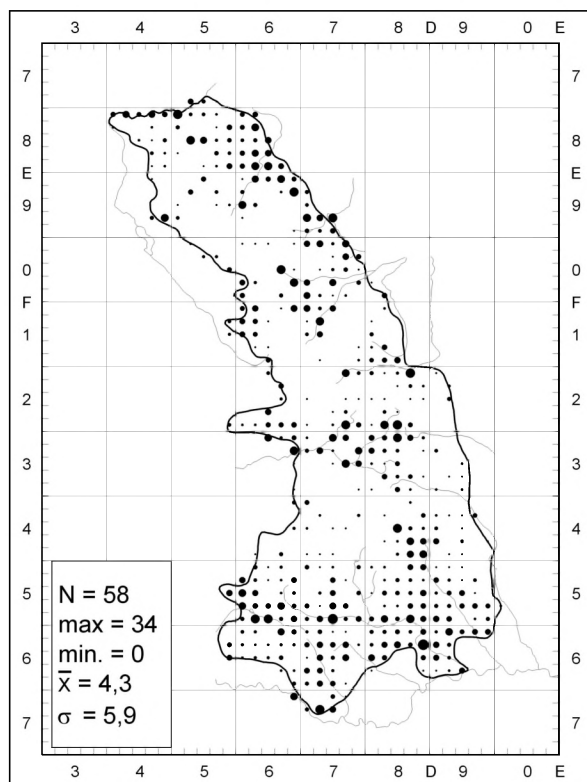 3 4 5 6 7 8 D 9 0 E
7 7
8 8
E E
9 9
0 0
F F
1 1
2 2
3 3
4 4
5 5
6 6
7 7
N = 58
max = 34
min. = 0
x̅ = 4,3
σ = 5,9
3 4 5 6 7 8 D 9 0 E